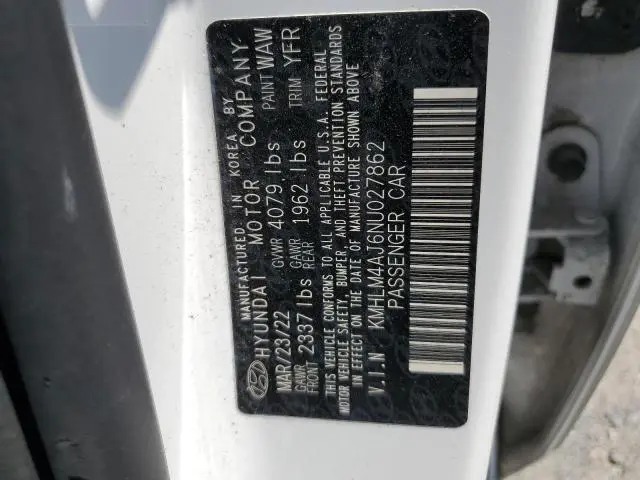 MANUFACTURED IN KOREA BY
HYUNDAI MOTOR COMPANY
MAR/23/22 GVWR 4079 lbs PAINT WAW
GAWR FRONT 2337 lbs GAWR REAR 1962 lbs TRIM YFR
THIS VEHICLE CONFORMS TO ALL APPLICABLE U.S.A. FEDERAL
MOTOR VEHICLE SAFETY, BUMPER, AND THEFT PREVENTION STANDARDS
IN EFFECT ON THE DATE OF MANUFACTURE SHOWN ABOVE
V.I.N KMHLM4AJ6NU027862
PASSENGER CAR